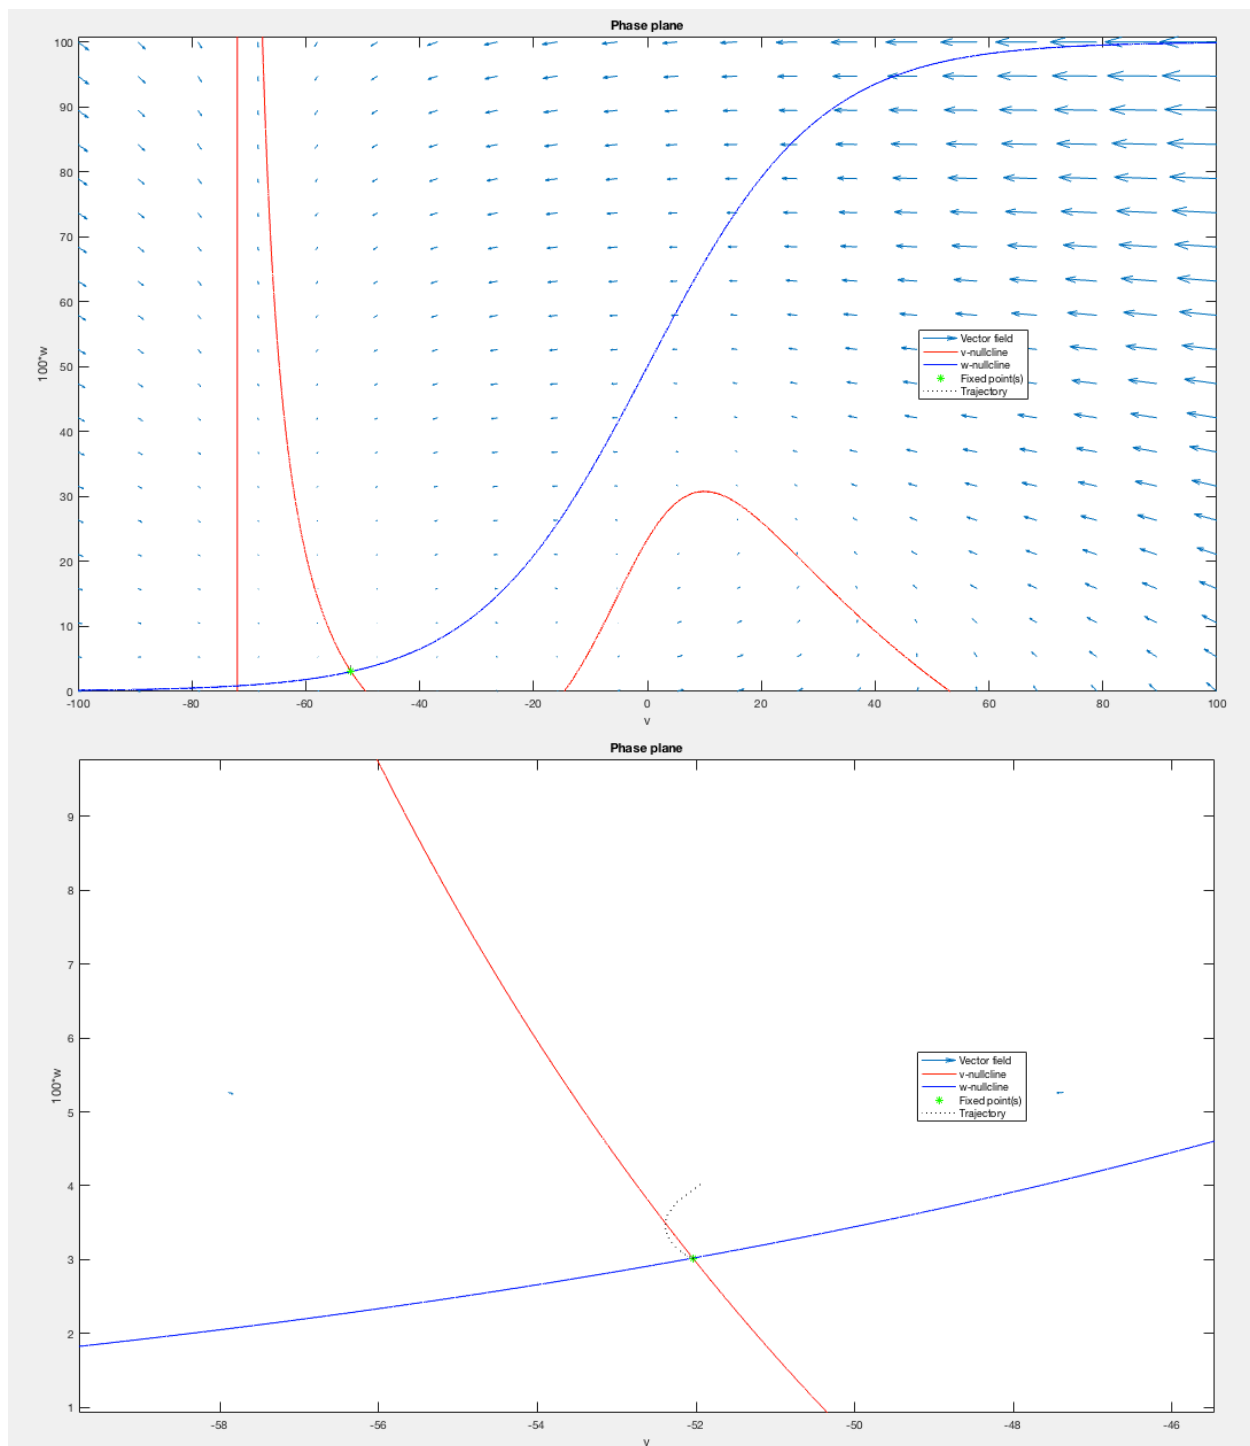 Phase plane
100
90
80
70
60
50
40
30
20
10
0
100*w
Vector field
v-nullcline
w-nullcline
Fixed point(s)
Trajectory
-100 -80 -60 -40 -20 0 20 40 60 80 100
v
Phase plane
9
8
7
6
5
4
3
2
1
100*w
Vector field
v-nullcline
w-nullcline
Fixed point(s)
Trajectory
-58 -56 -54 -52 -50 -48 -46
v